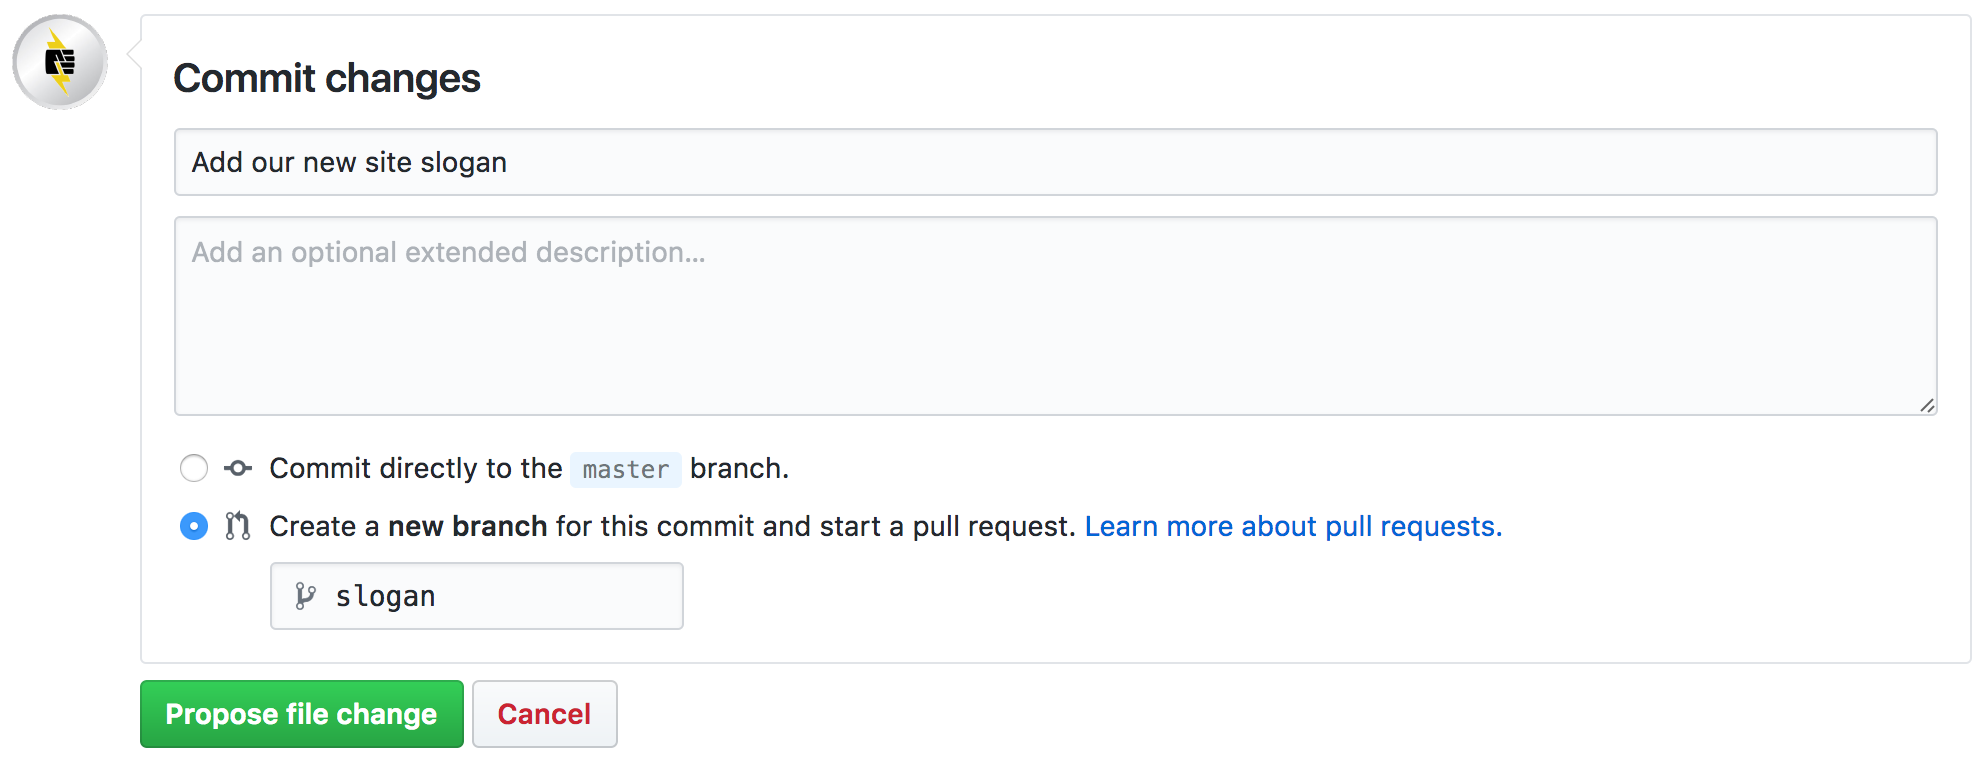 Commit changes
Add our new site slogan
Add an optional extended description...
Commit directly to the master branch.
Create a new branch for this commit and start a pull request. Learn more about pull requests.
slogan
Propose file change Cancel